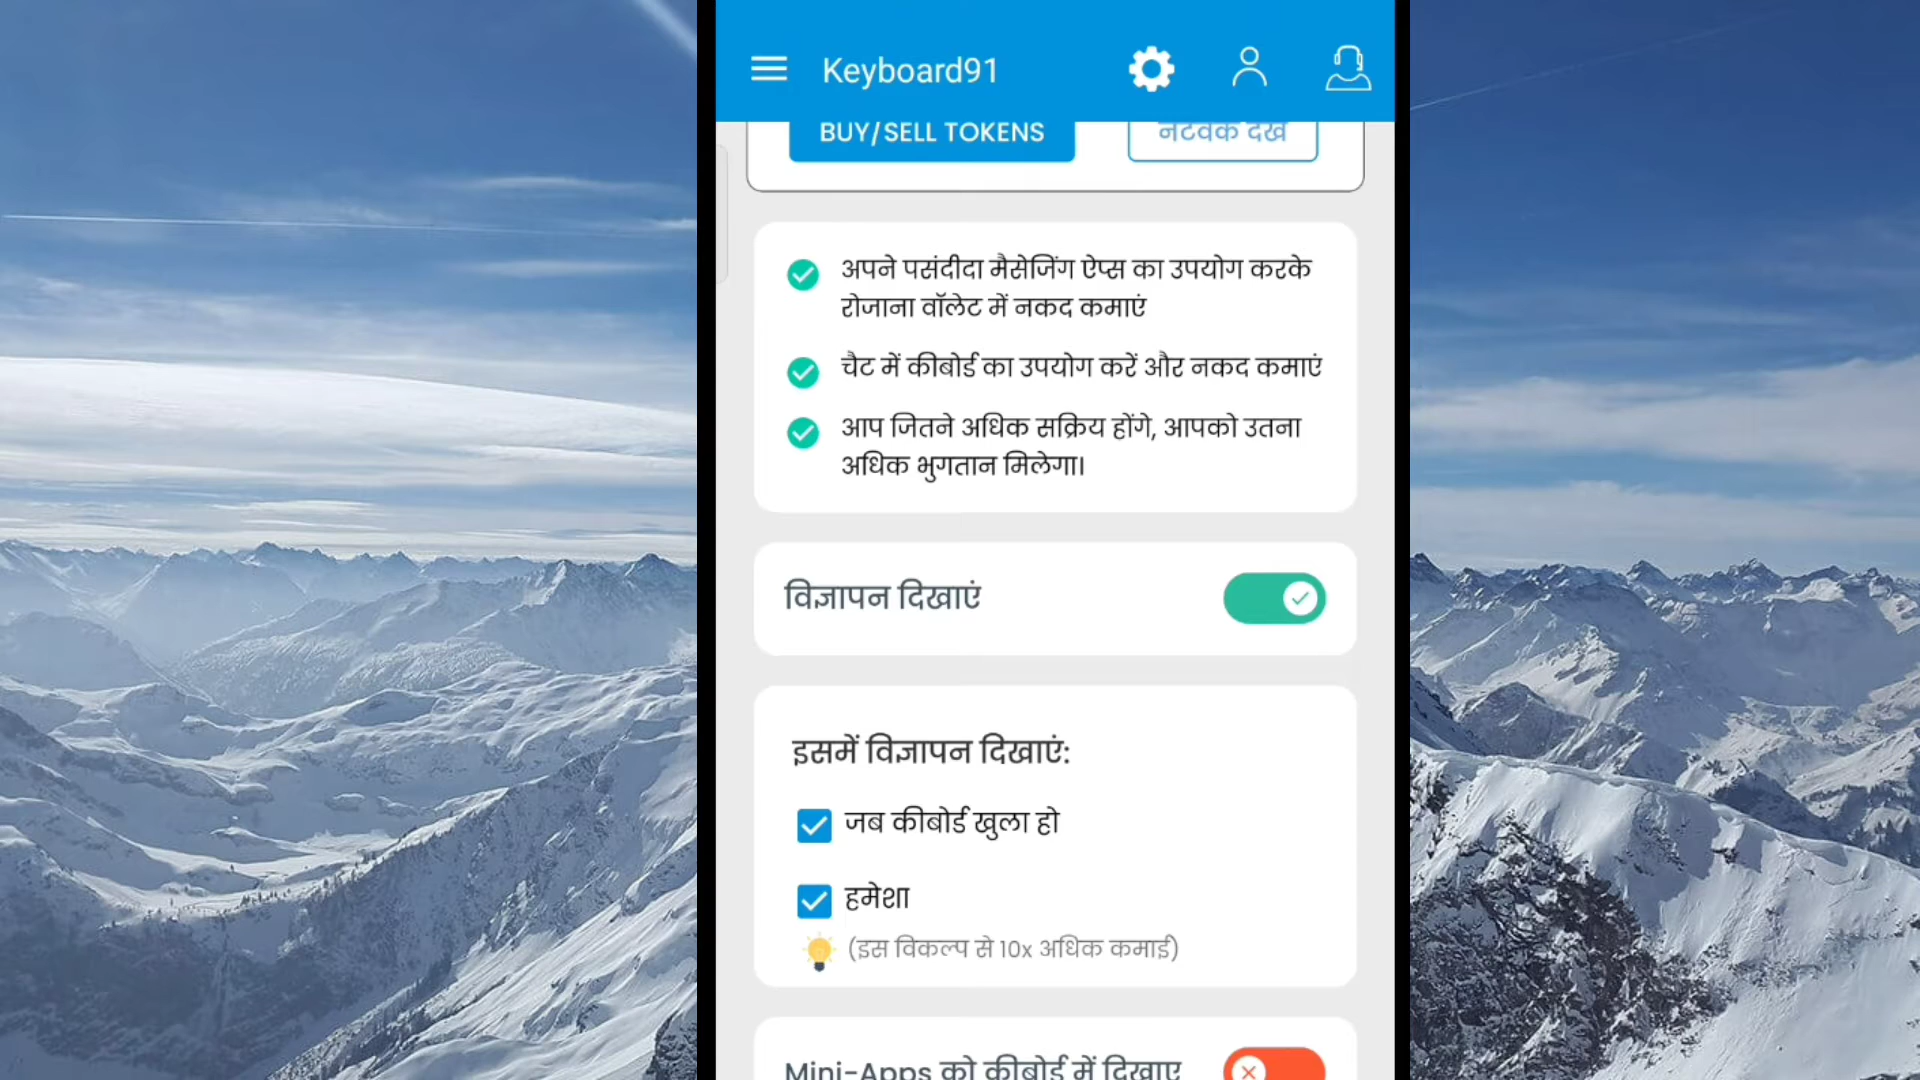 Keyboard91
BUY/SELL TOKENS
अपने पसंदीदा मैसेजिंग ऐप्स का उपयोग करके
रोजाना वॉलेट में नकद कमाएं
चैट में कीबोर्ड का उपयोग करें और नकद कमाएं
आप जितने अधिक सक्रिय होंगे, आपको उतना
अधिक भुगतान मिलेगा।
विज्ञापन दिखाएं
इसमें विज्ञापन दिखाएं:
जब कीबोर्ड खुला हो
हमेशा
(इस विकल्प से 10x अधिक कमाई)
Mini-Apps को कीबोर्ड में